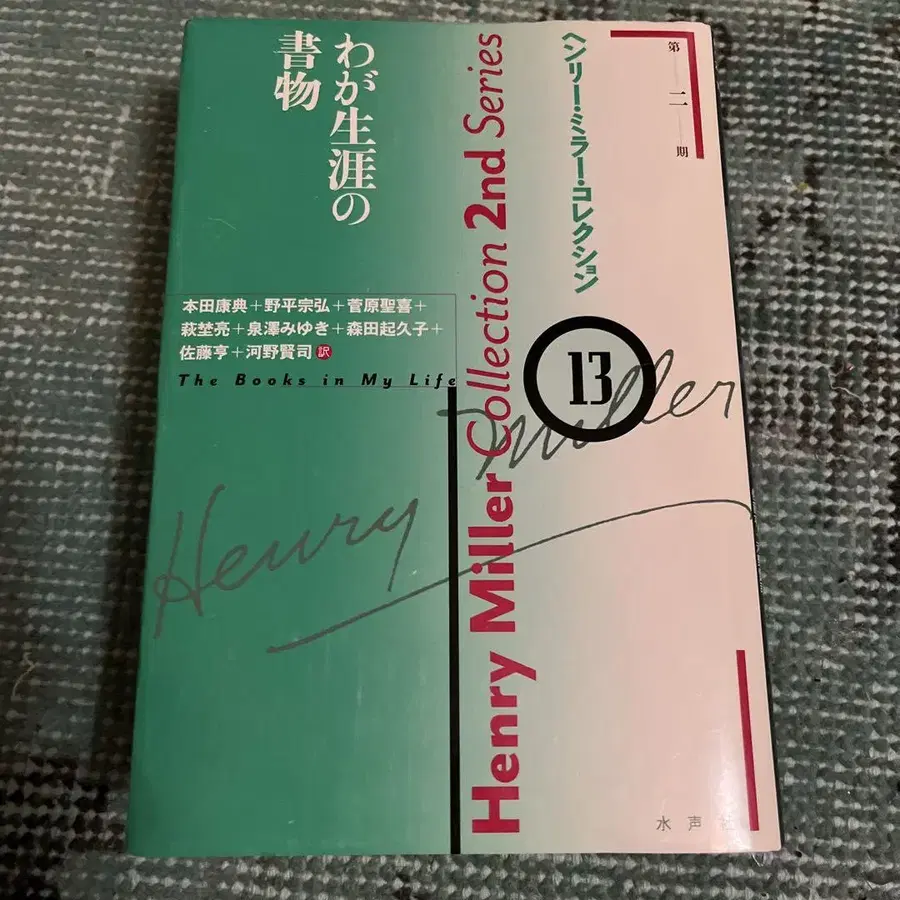 第二期
ヘンリー・ミラー・コレクション
13
Henry Miller Collection 2nd Series
わが生涯の
書物
本田康典+野平宗弘+菅原聖喜+
萩埜亮+泉澤みゆき+森田起久子+
佐藤亨+河野賢司 訳
The Books in My Life
Henry Miller
水声社